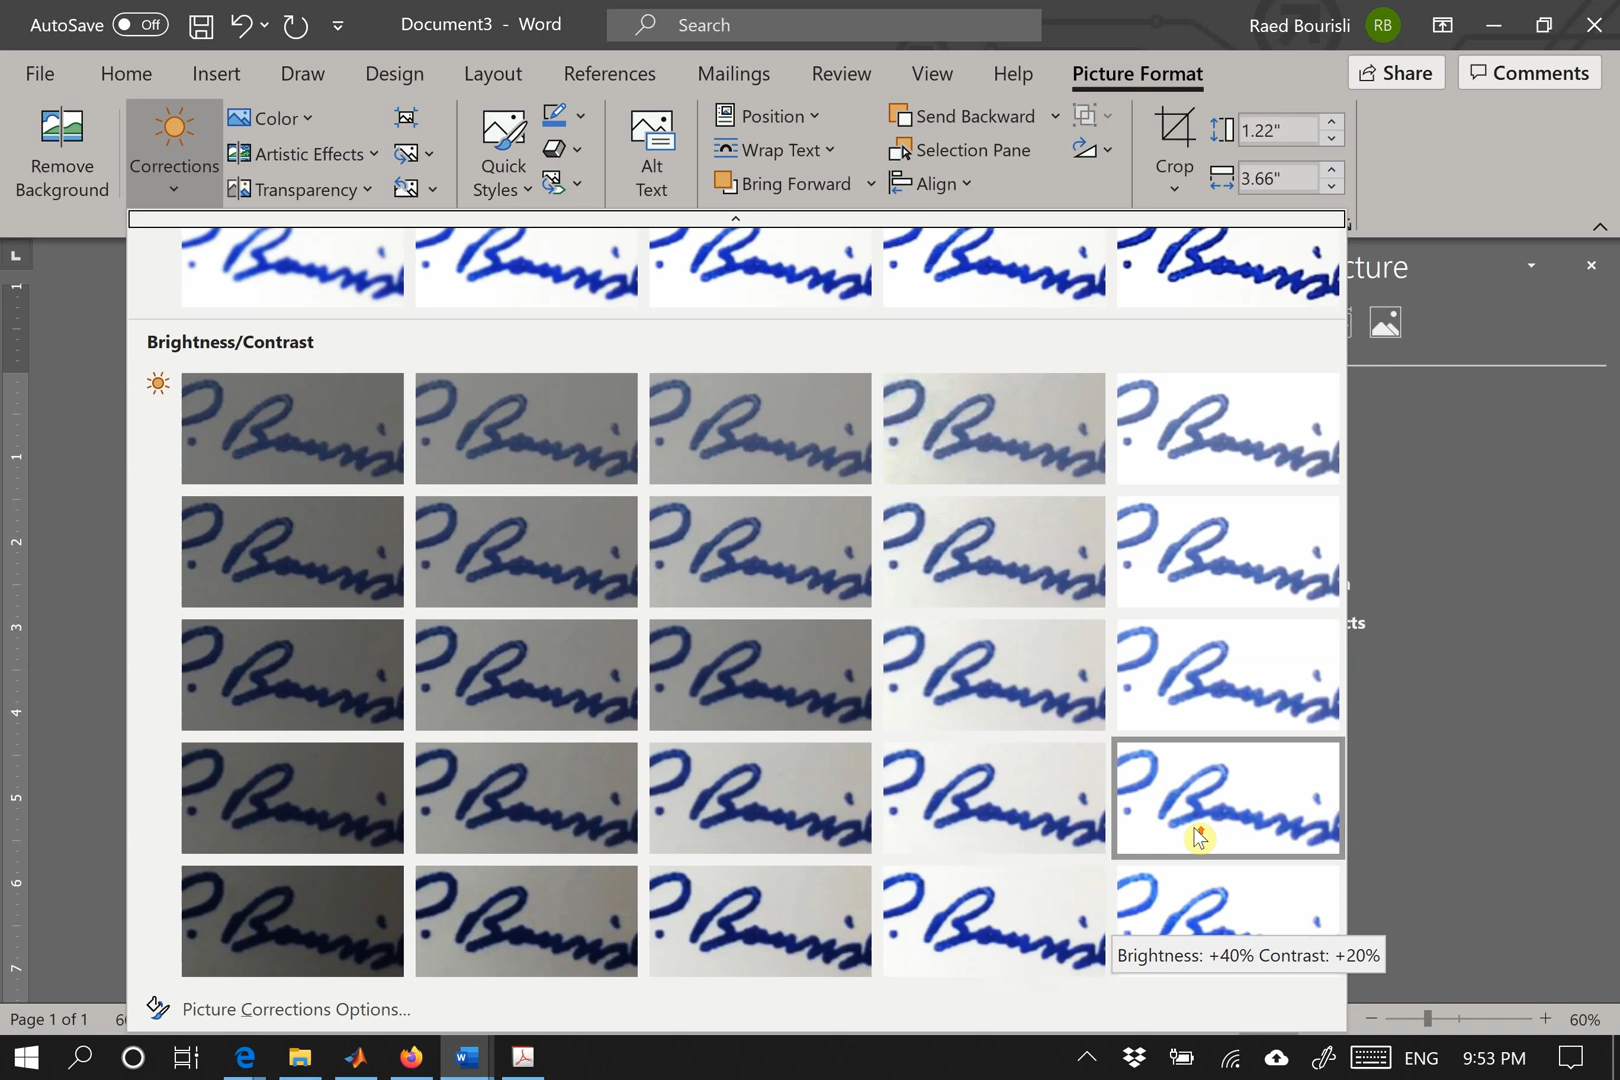 AutoSave Off Document3 - Word Search Raed Bourisli RB
File Home Insert Draw Design Layout References Mailings Review View Help Picture Format Share Comments
Remove Background
Corrections
Color
Artistic Effects
Transparency
Quick Styles
Alt Text
Position
Wrap Text
Bring Forward
Send Backward
Selection Pane
Align
Crop
1.22"
3.66"
cture
Brightness/Contrast
cts
Brightness: +40% Contrast: +20%
Picture Corrections Options...
Page 1 of 1
60%
ENG 9:53 PM